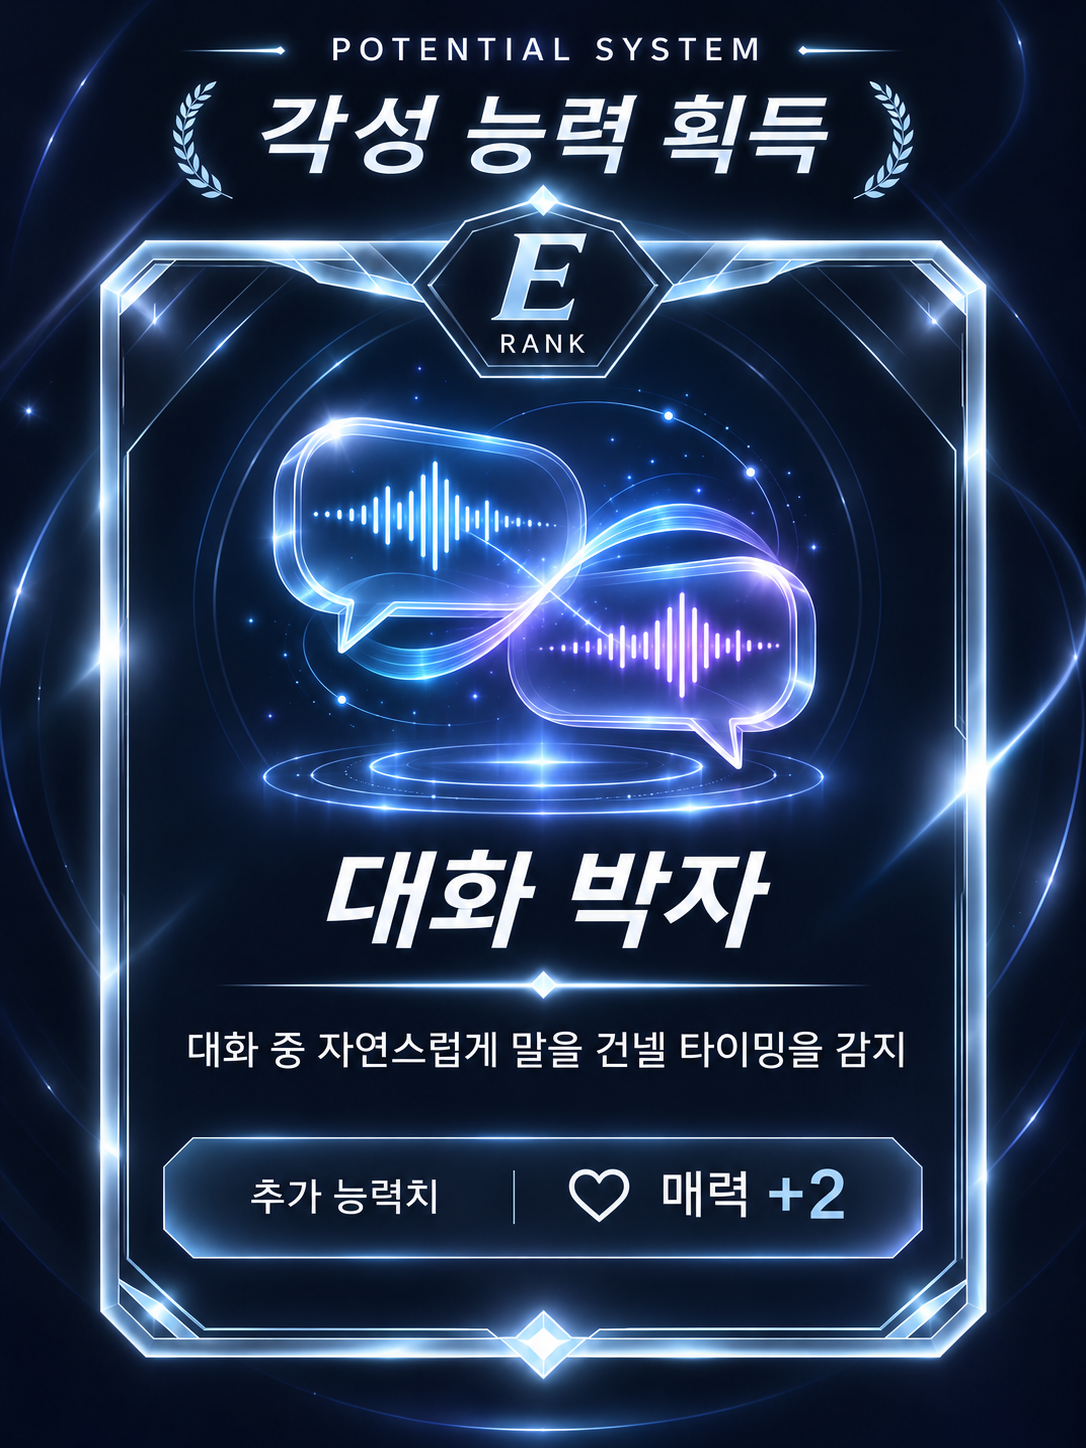 POTENTIAL SYSTEM
각성 능력 획득
E
RANK
대화 박자
대화 중 자연스럽게 말을 건넬 타이밍을 감지
추가 능력치
매력 +2